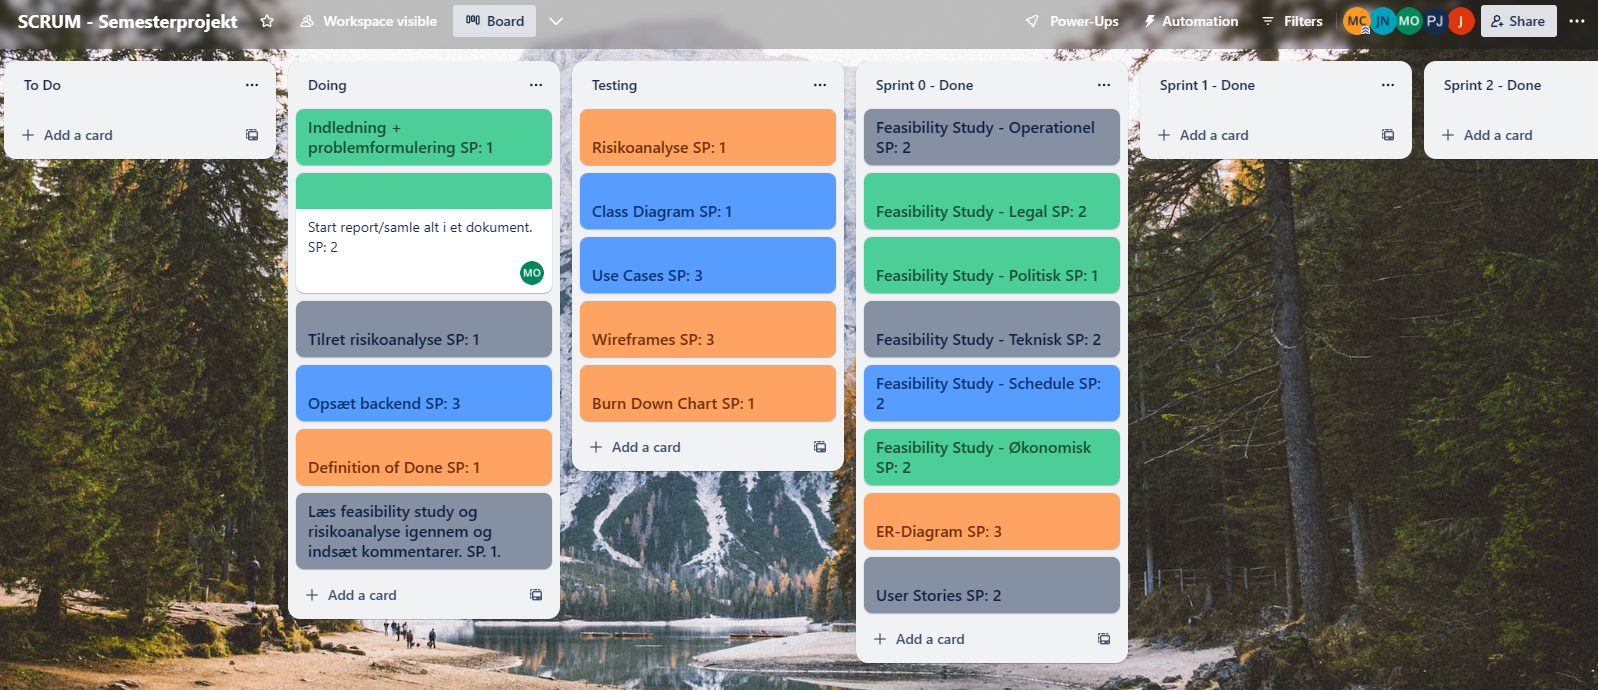 SCRUM - Semesterprojekt
Workspace visible
Board
Power-Ups
Automation
Filters
MC
JN
MO
PJ
J
Share
To Do
Add a card
Doing
Indledning +
problemformulering SP: 1
Start report/samle alt i et dokument.
SP: 2
MO
Tilret risikoanalyse SP: 1
Opsæt backend SP: 3
Definition of Done SP: 1
Læs feasibility study og
risikoanalyse igennem og
indsæt kommentarer. SP. 1.
Add a card
Testing
Risikoanalyse SP: 1
Class Diagram SP: 1
Use Cases SP: 3
Wireframes SP: 3
Burn Down Chart SP: 1
Add a card
Sprint 0 - Done
Feasibility Study - Operationel
SP: 2
Feasibility Study - Legal SP: 2
Feasibility Study - Politisk SP: 1
Feasibility Study - Teknisk SP: 2
Feasibility Study - Schedule SP:
2
Feasibility Study - Økonomisk
SP: 2
ER-Diagram SP: 3
User Stories SP: 2
Add a card
Sprint 1 - Done
Add a card
Sprint 2 - Done
Add a card